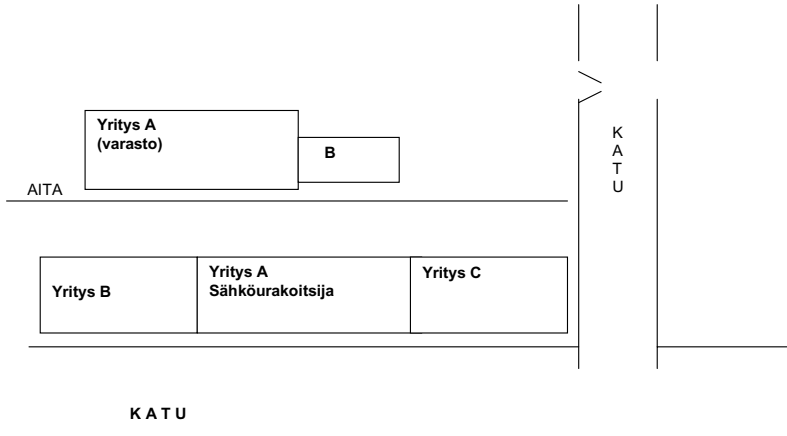 Yritys A
(varasto)
B
K
A
T
U
AITA
Yritys B
Yritys A
Sähköurakoitsija
Yritys C
K A T U